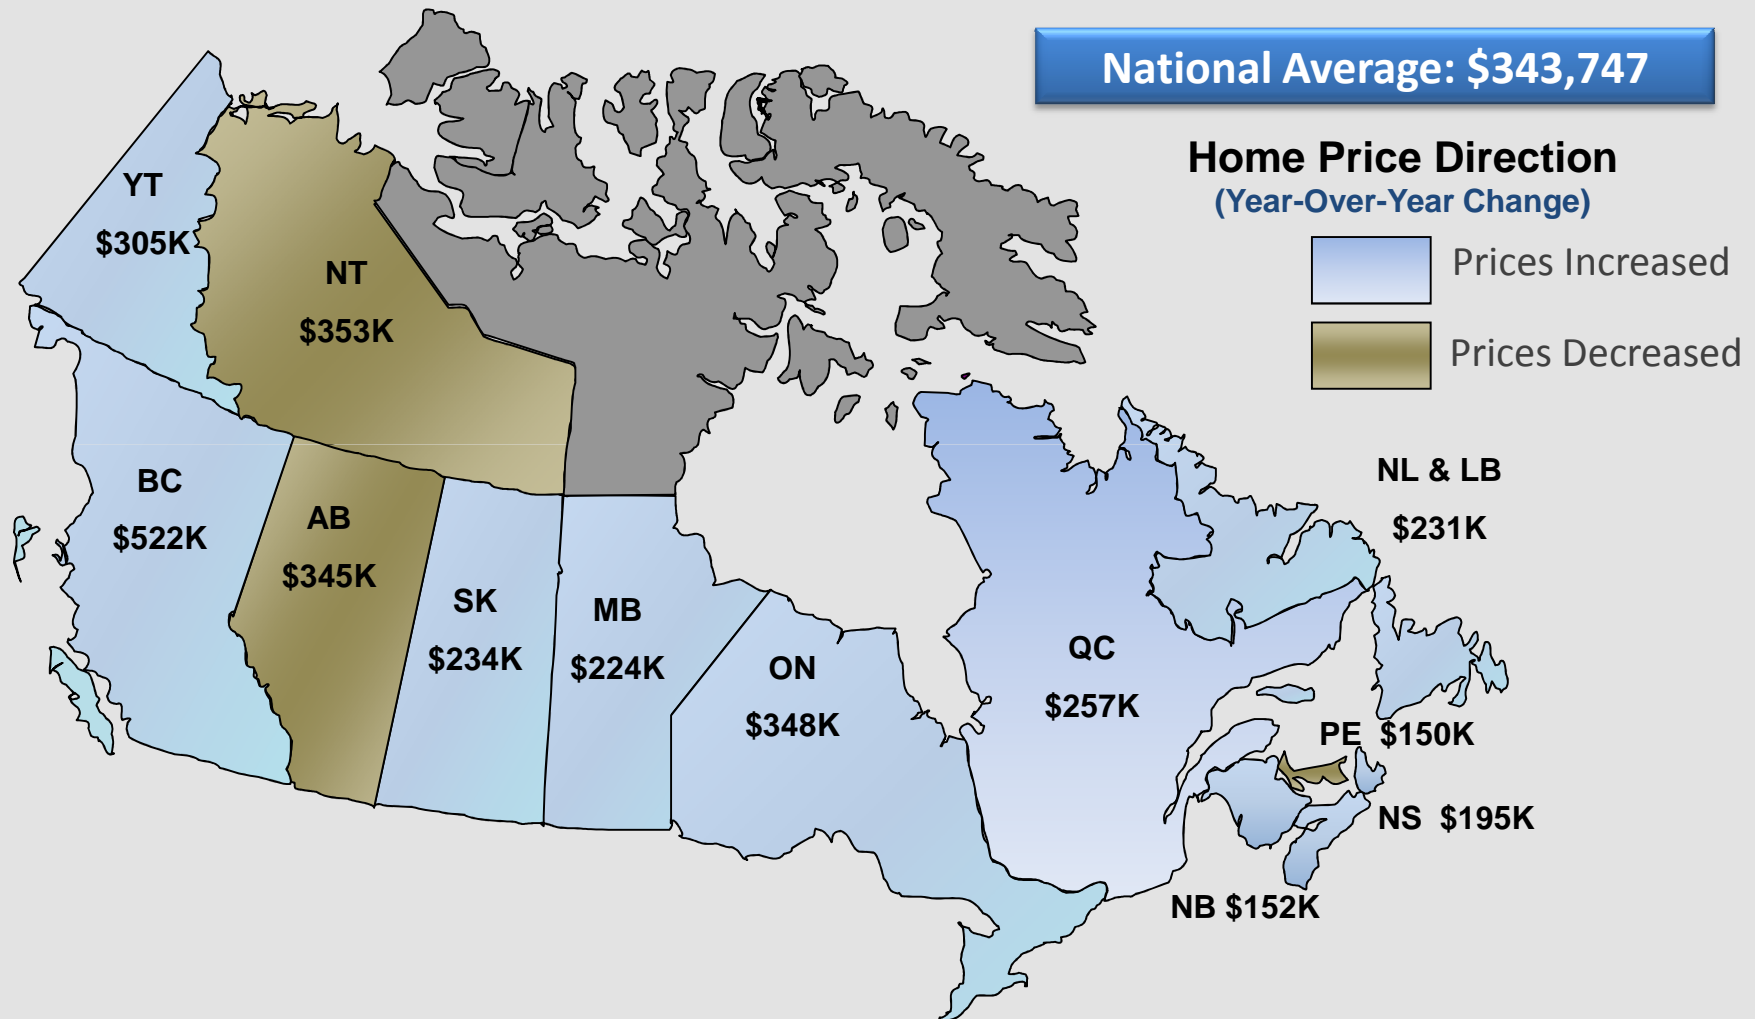 National Average: $343,747
Home Price Direction
(Year-Over-Year Change)
Prices Increased
Prices Decreased
YT
$305K
NT
$353K
BC
$522K
AB
$345K
SK
$234K
MB
$224K
ON
$348K
QC
$257K
NL & LB
$231K
PE $150K
NS $195K
NB $152K